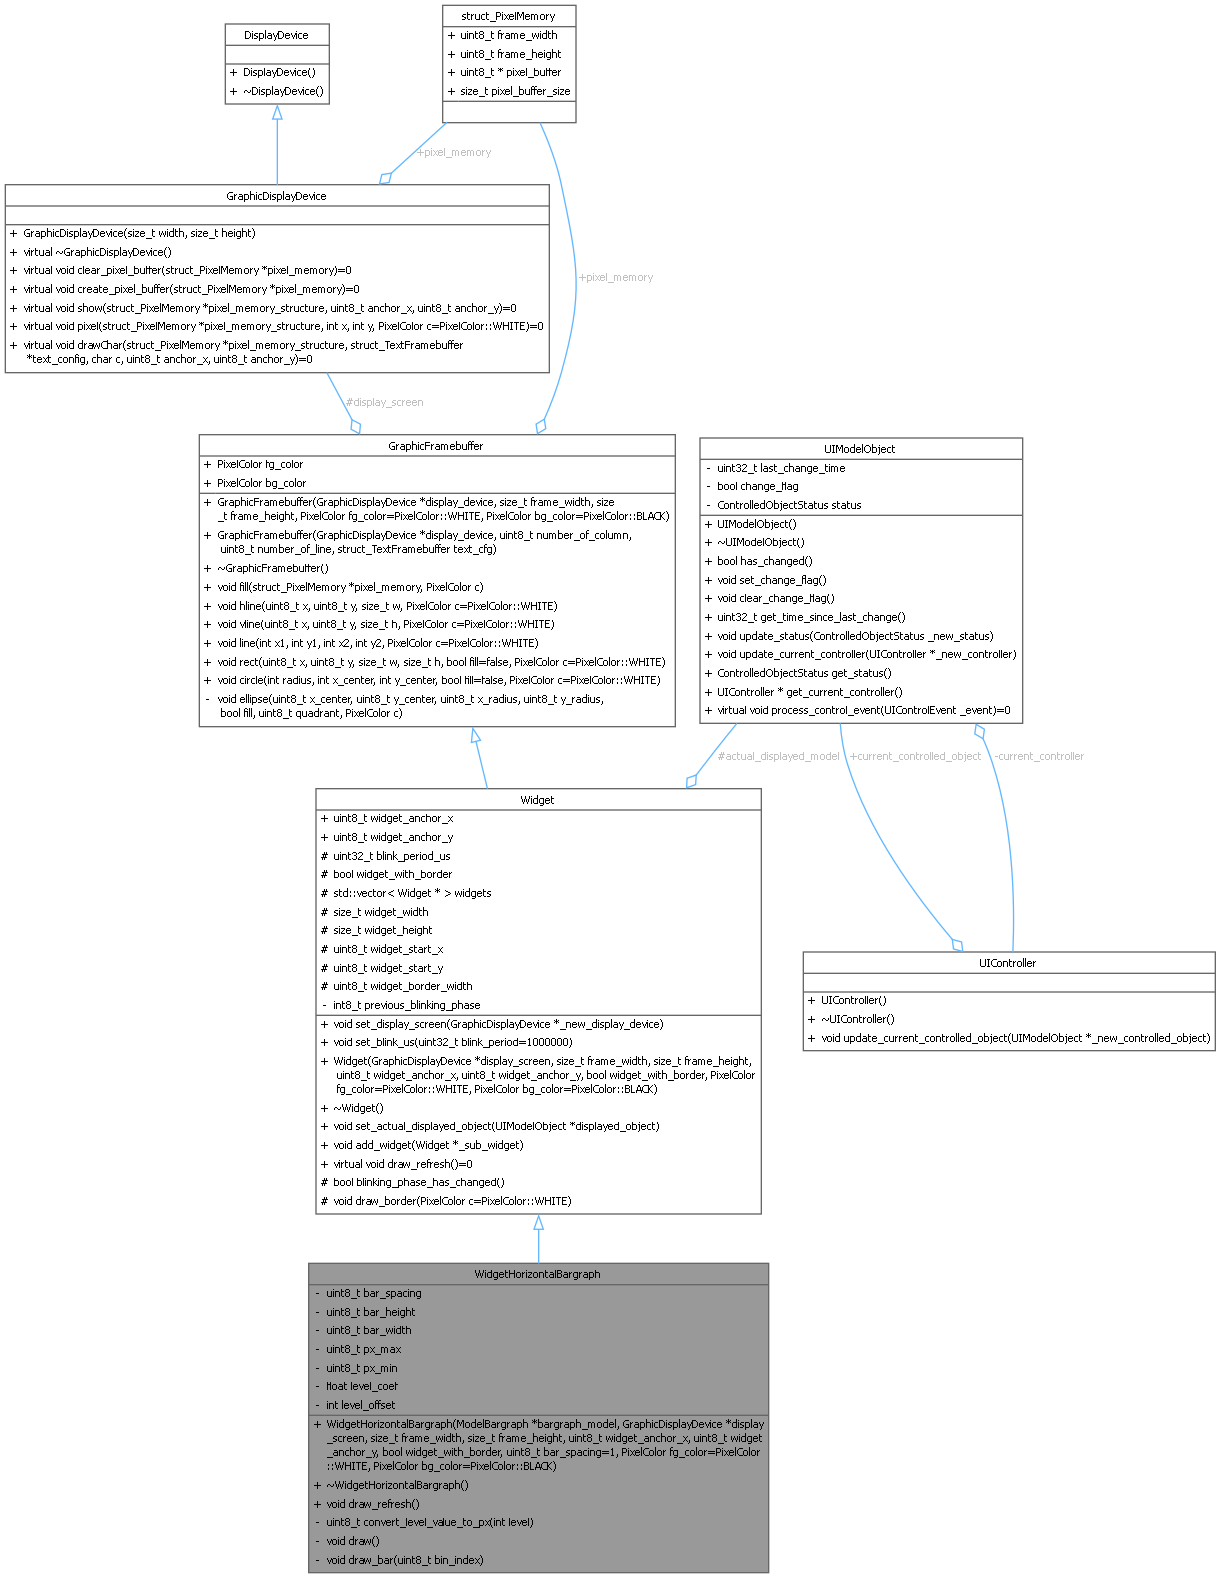 struct_PixelMemory
+ uint8_t frame_width
+ uint8_t frame_height
+ uint8_t * pixel_buffer
+ size_t pixel_buffer_size
DisplayDevice
+ DisplayDevice()
+ ~DisplayDevice()
+pixel_memory
GraphicDisplayDevice
+ GraphicDisplayDevice(size_t width, size_t height)
+ virtual ~GraphicDisplayDevice()
+ virtual void clear_pixel_buffer(struct_PixelMemory *pixel_memory)=0
+ virtual void create_pixel_buffer(struct_PixelMemory *pixel_memory)=0
+ virtual void show(struct_PixelMemory *pixel_memory_structure, uint8_t anchor_x, uint8_t anchor_y)=0
+ virtual void pixel(struct_PixelMemory *pixel_memory_structure, int x, int y, PixelColor c=PixelColor::WHITE)=0
+ virtual void drawChar(struct_PixelMemory *pixel_memory_structure, struct_TextFramebuffer
*text_config, char c, uint8_t anchor_x, uint8_t anchor_y)=0
+pixel_memory
#display_screen
GraphicFramebuffer
+ PixelColor fg_color
+ PixelColor bg_color
+ GraphicFramebuffer(GraphicDisplayDevice *display_device, size_t frame_width, size
_t frame_height, PixelColor fg_color=PixelColor::WHITE, PixelColor bg_color=PixelColor::BLACK)
+ GraphicFramebuffer(GraphicDisplayDevice *display_device, uint8_t number_of_column,
uint8_t number_of_line, struct_TextFramebuffer text_cfg)
+ ~GraphicFramebuffer()
+ void fill(struct_PixelMemory *pixel_memory, PixelColor c)
+ void hline(uint8_t x, uint8_t y, size_t w, PixelColor c=PixelColor::WHITE)
+ void vline(uint8_t x, uint8_t y, size_t h, PixelColor c=PixelColor::WHITE)
+ void line(int x1, int y1, int x2, int y2, PixelColor c=PixelColor::WHITE)
+ void rect(uint8_t x, uint8_t y, size_t w, size_t h, bool fill=false, PixelColor c=PixelColor::WHITE)
+ void circle(int radius, int x_center, int y_center, bool fill=false, PixelColor c=PixelColor::WHITE)
- void ellipse(uint8_t x_center, uint8_t y_center, uint8_t x_radius, uint8_t y_radius,
bool fill, uint8_t quadrant, PixelColor c)
UIModelObject
- uint32_t last_change_time
- bool change_flag
- ControlledObjectStatus status
+ UIModelObject()
+ ~UIModelObject()
+ bool has_changed()
+ void set_change_flag()
+ void clear_change_flag()
+ uint32_t get_time_since_last_change()
+ void update_status(ControlledObjectStatus _new_status)
+ void update_current_controller(UIController *_new_controller)
+ ControlledObjectStatus get_status()
+ UIController * get_current_controller()
+ virtual void process_control_event(UIControlEvent _event)=0
#actual_displayed_model
+current_controlled_object
-current_controller
Widget
+ uint8_t widget_anchor_x
+ uint8_t widget_anchor_y
# uint32_t blink_period_us
# bool widget_with_border
# std::vector< Widget * > widgets
# size_t widget_width
# size_t widget_height
# uint8_t widget_start_x
# uint8_t widget_start_y
# uint8_t widget_border_width
- int8_t previous_blinking_phase
+ void set_display_screen(GraphicDisplayDevice *_new_display_device)
+ void set_blink_us(uint32_t blink_period=1000000)
+ Widget(GraphicDisplayDevice *display_screen, size_t frame_width, size_t frame_height,
uint8_t widget_anchor_x, uint8_t widget_anchor_y, bool widget_with_border, PixelColor
fg_color=PixelColor::WHITE, PixelColor bg_color=PixelColor::BLACK)
+ ~Widget()
+ void set_actual_displayed_object(UIModelObject *displayed_object)
+ void add_widget(Widget *_sub_widget)
+ virtual void draw_refresh()=0
# bool blinking_phase_has_changed()
# void draw_border(PixelColor c=PixelColor::WHITE)
UIController
+ UIController()
+ ~UIController()
+ void update_current_controlled_object(UIModelObject *_new_controlled_object)
WidgetHorizontalBargraph
- uint8_t bar_spacing
- uint8_t bar_height
- uint8_t bar_width
- uint8_t px_max
- uint8_t px_min
- float level_coef
- int level_offset
+ WidgetHorizontalBargraph(ModelBargraph *bargraph_model, GraphicDisplayDevice *display
_screen, size_t frame_width, size_t frame_height, uint8_t widget_anchor_x, uint8_t widget
_anchor_y, bool widget_with_border, uint8_t bar_spacing=1, PixelColor fg_color=PixelColor
::WHITE, PixelColor bg_color=PixelColor::BLACK)
+ ~WidgetHorizontalBargraph()
+ void draw_refresh()
- uint8_t convert_level_value_to_px(int level)
- void draw()
- void draw_bar(uint8_t bin_index)